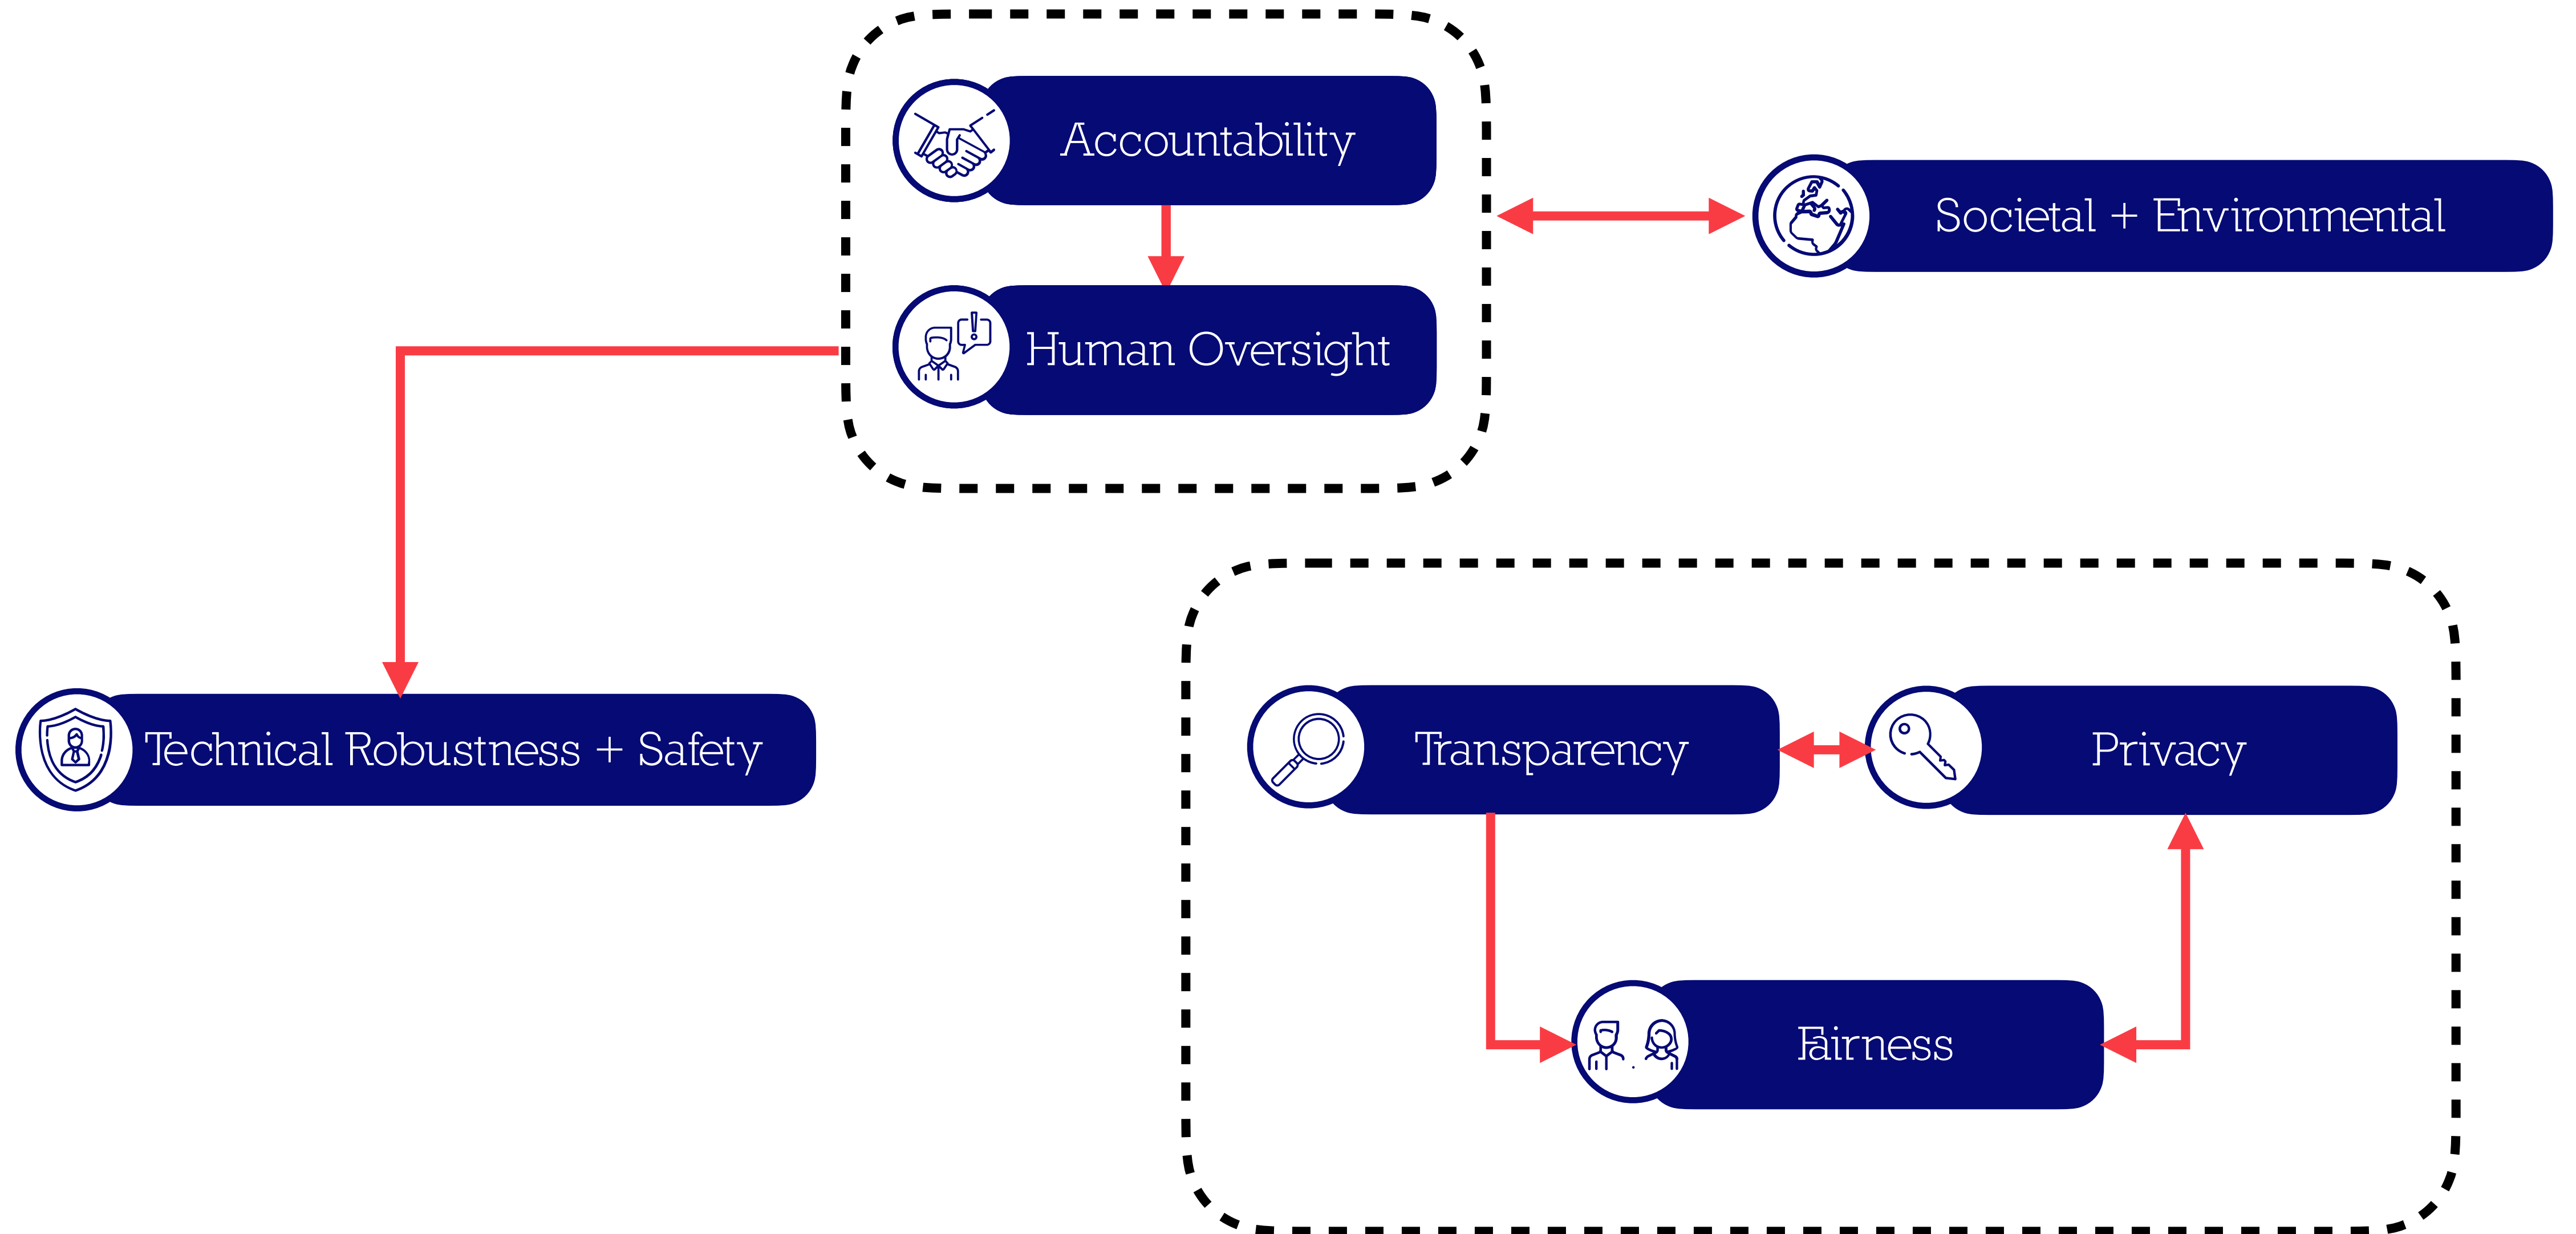 Accountability
Societal + Environmental
Human Oversight
Technical Robustness + Safety
Transparency
Privacy
Fairness